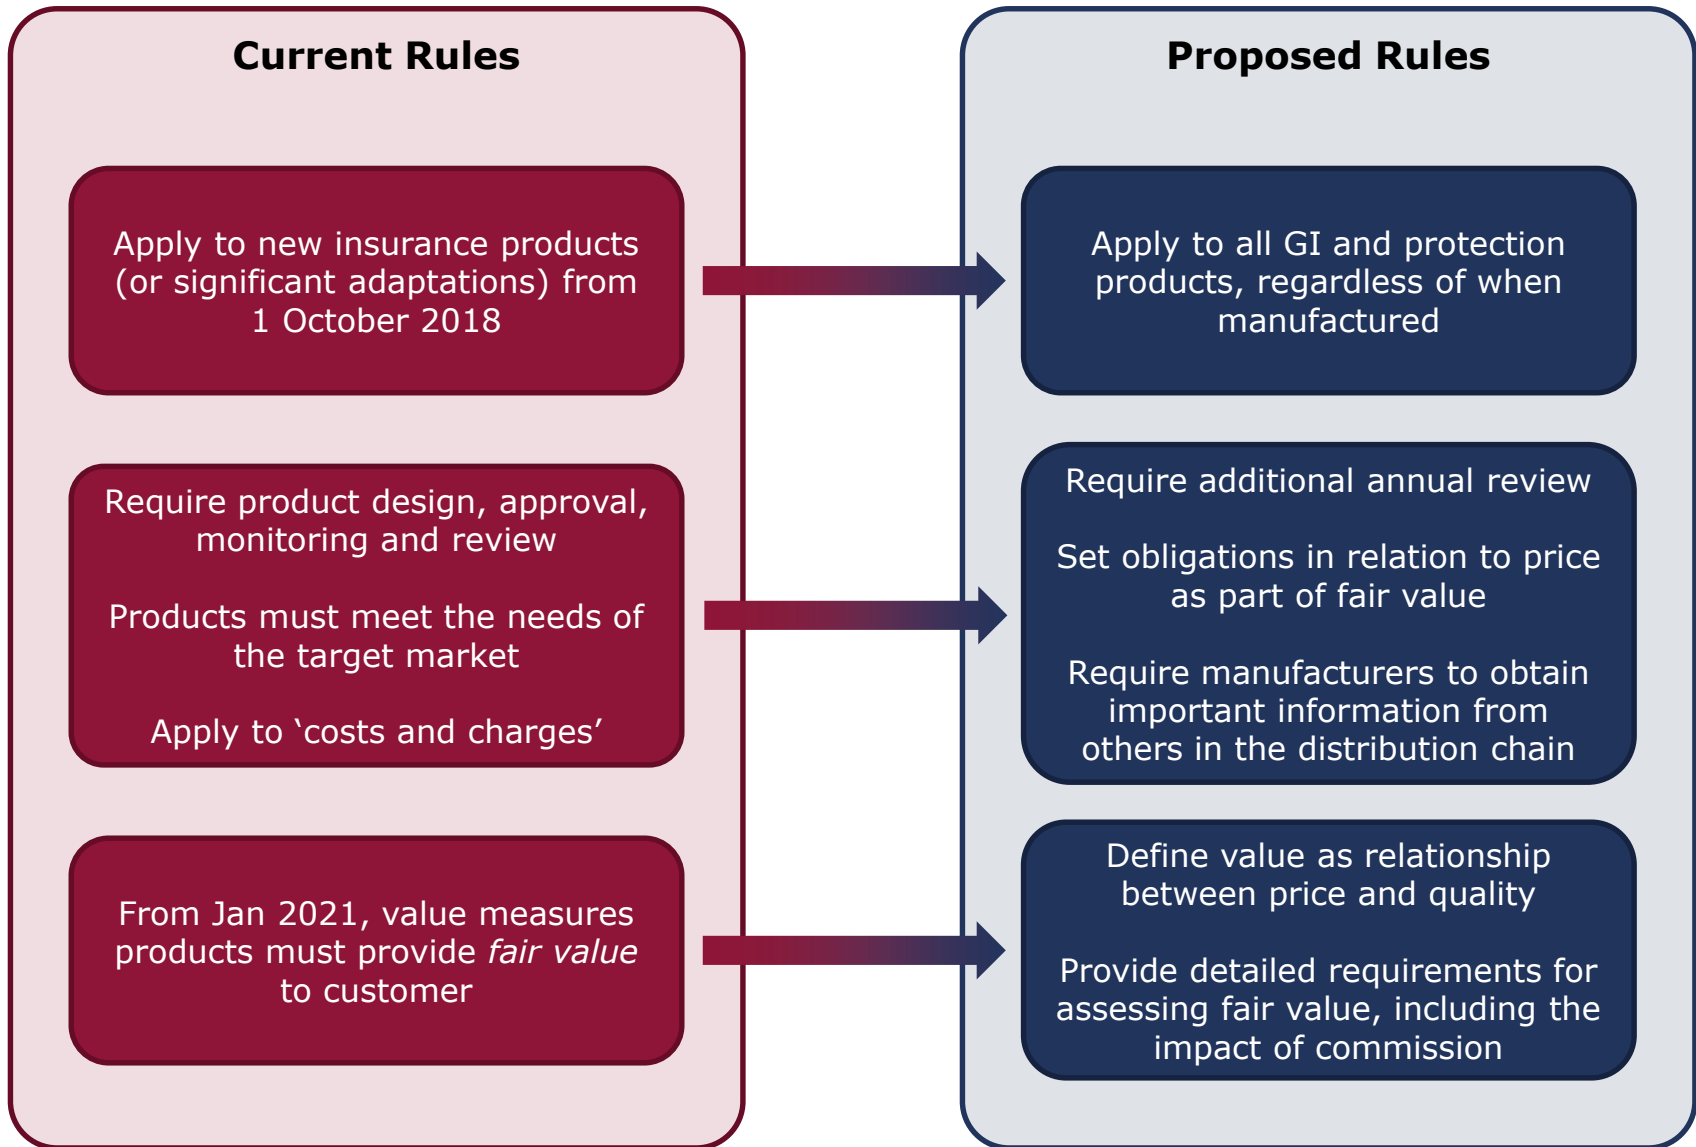 Current Rules
Apply to new insurance products
(or significant adaptations) from
1 October 2018
Require product design, approval,
monitoring and review
Products must meet the needs of
the target market
Apply to ‘costs and charges’
From Jan 2021, value measures
products must provide fair value
to customer
Proposed Rules
Apply to all GI and protection
products, regardless of when
manufactured
Require additional annual review
Set obligations in relation to price
as part of fair value
Require manufacturers to obtain
important information from
others in the distribution chain
Define value as relationship
between price and quality
Provide detailed requirements for
assessing fair value, including the
impact of commission